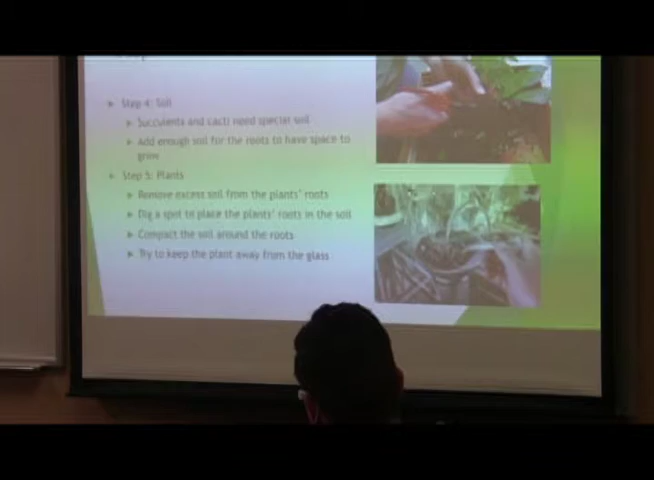 Step 4: Soil
Succulents and cacti need special soil
Add enough soil for the roots to have space to
grow
Step 5: Plants
Remove excess soil from the plants' roots
Dig a spot to place the plants' roots in the soil
Compact the soil around the roots
Try to keep the plant away from the glass